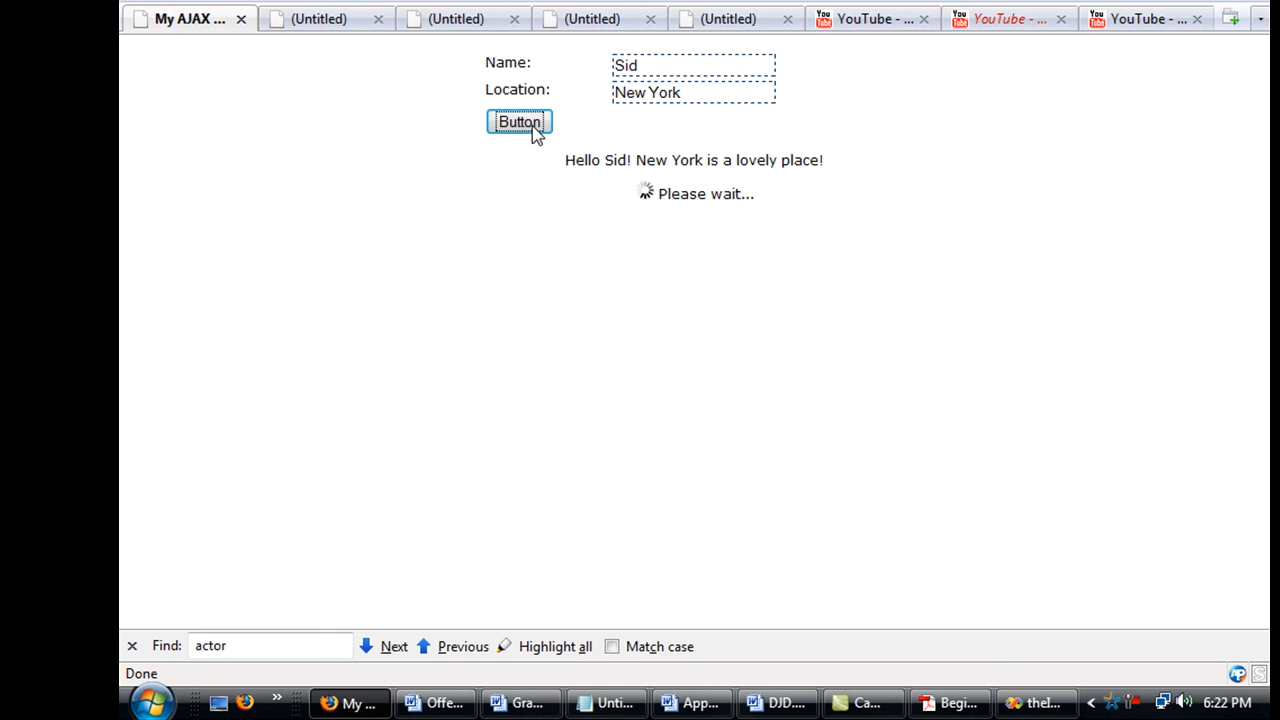 My AJAX ... (Untitled) (Untitled) (Untitled) (Untitled) YouTube - ... YouTube - ... YouTube - ...
Name: Sid
Location: New York
Button
Hello Sid! New York is a lovely place!
Please wait...
Find: actor Next Previous Highlight all Match case
Done
My ... Offe... Gra... Unti... App... DJD.... Ca... Begi... theI... 6:22 PM